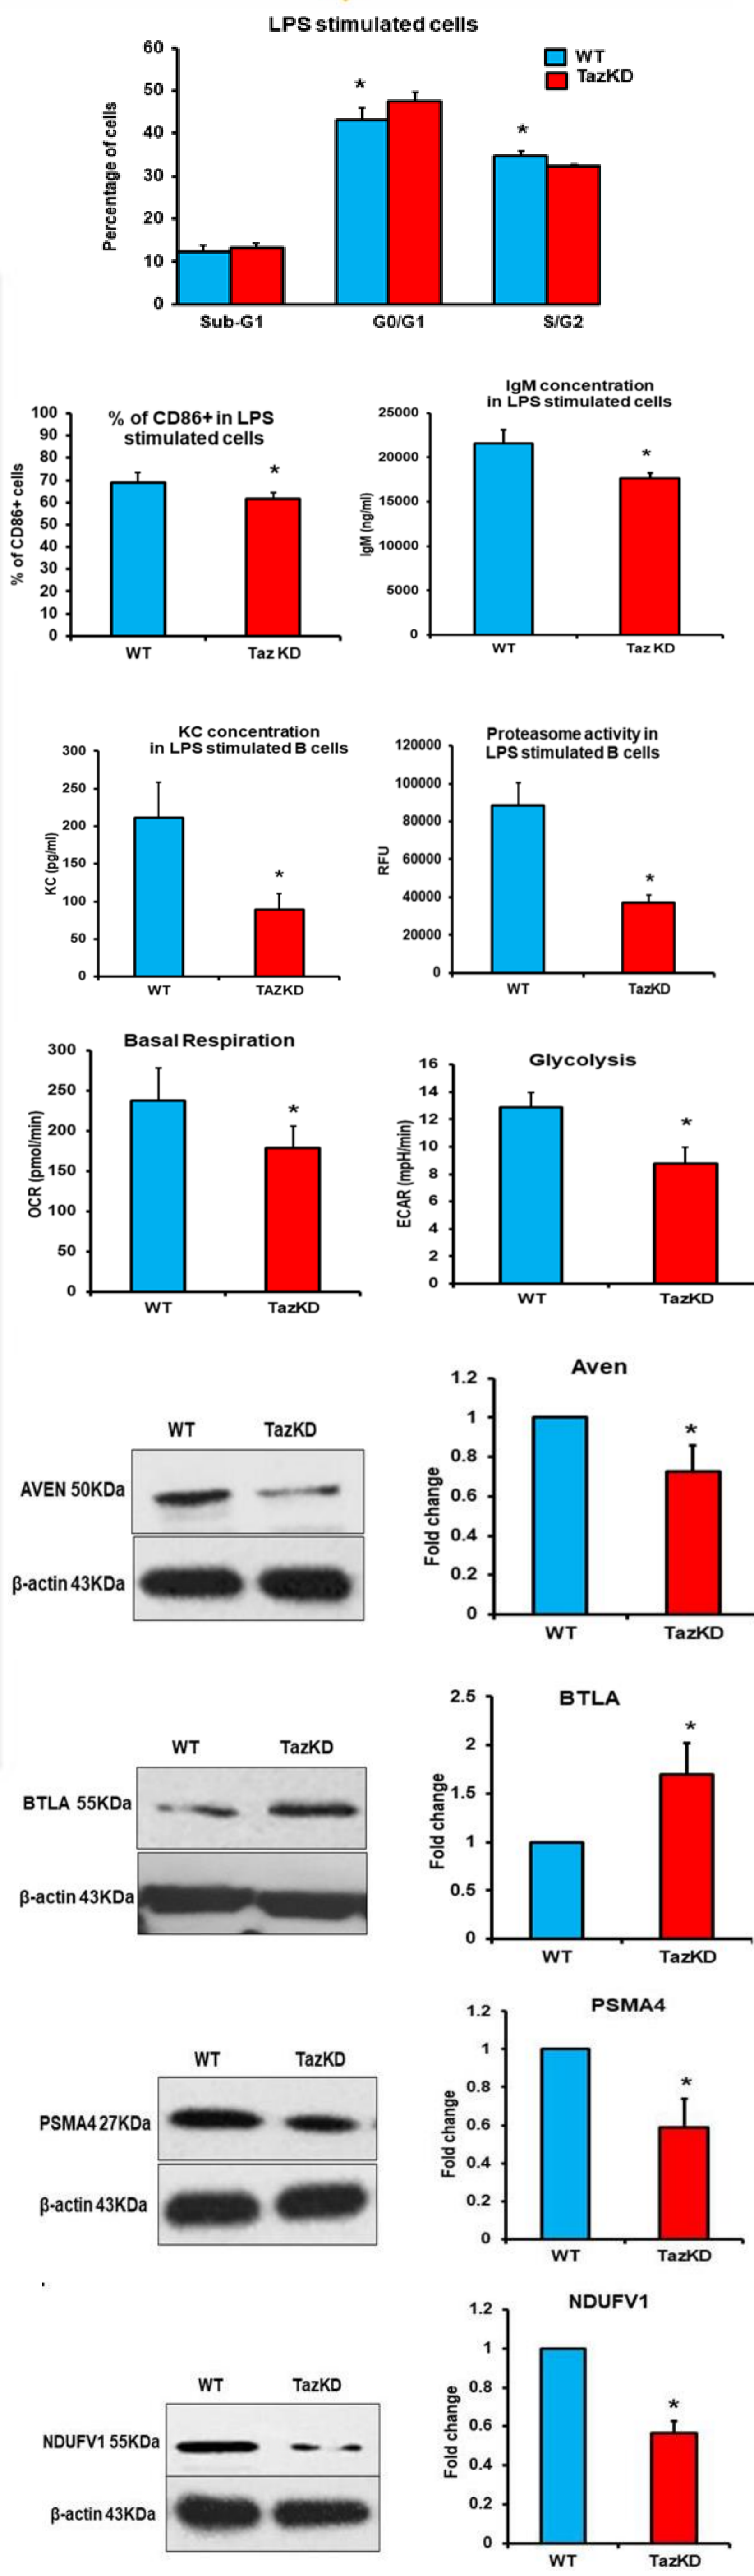 LPS stimulated cells
WT
TazKD
Percentage of cells
60
50
40
30
20
10
0
*
*
Sub-G1
G0/G1
S/G2
% of CD86+ in LPS
stimulated cells
% of CD86+ cells
100
90
80
70
60
50
40
30
20
10
0
*
WT
Taz KD
IgM concentration
in LPS stimulated cells
IgM (ng/ml)
25000
20000
15000
10000
5000
0
*
WT
Taz KD
KC concentration
in LPS stimulated B cells
KC (pg/ml)
300
250
200
150
100
50
0
*
WT
TAZKD
Proteasome activity in
LPS stimulated B cells
RFU
120000
100000
80000
60000
40000
20000
0
*
WT
TazKD
Basal Respiration
OCR (pmol/min)
300
250
200
150
100
50
0
*
WT
TazKD
Glycolysis
ECAR (mpH/min)
16
14
12
10
8
6
4
2
0
*
WT
TazKD
WT
TazKD
AVEN 50KDa
β-actin 43KDa
Aven
Fold change
1.2
1
0.8
0.6
0.4
0.2
0
*
WT
TazKD
WT
TazKD
BTLA 55KDa
β-actin 43KDa
BTLA
Fold change
2.5
2
1.5
1
0.5
0
*
WT
TazKD
WT
TazKD
PSMA4 27KDa
β-actin 43KDa
PSMA4
Fold change
1.2
1
0.8
0.6
0.4
0.2
0
*
WT
TazKD
WT
TazKD
NDUFV1 55KDa
β-actin 43KDa
NDUFV1
Fold change
1.2
1
0.8
0.6
0.4
0.2
0
*
WT
TazKD